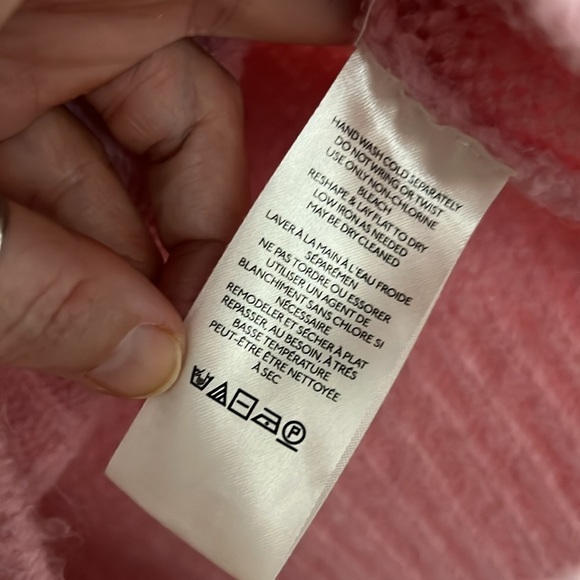 HAND WASH COLD SEPARATELY
DO NOT WRING OR TWIST
USE ONLY NON-CHLORINE
BLEACH
RESHAPE & LAY FLAT TO DRY
LOW IRON AS NEEDED
MAY BE DRY CLEANED
LAVER À LA MAIN À L'EAU FROIDE
SÉPARÉMEN
NE PAS TORDRE OU ESSORER
UTILISER UN AGENT DE
BLANCHIMENT SANS CHLORE SI
NÉCESSAIRE
REMODELER ET SÉCHER À PLAT
REPASSER, AU BESOIN, À TRÉS
BASSE TEMPÉRATURE
PEUT-ÊTRE ÊTRE NETTOYÉE
À SEC
P